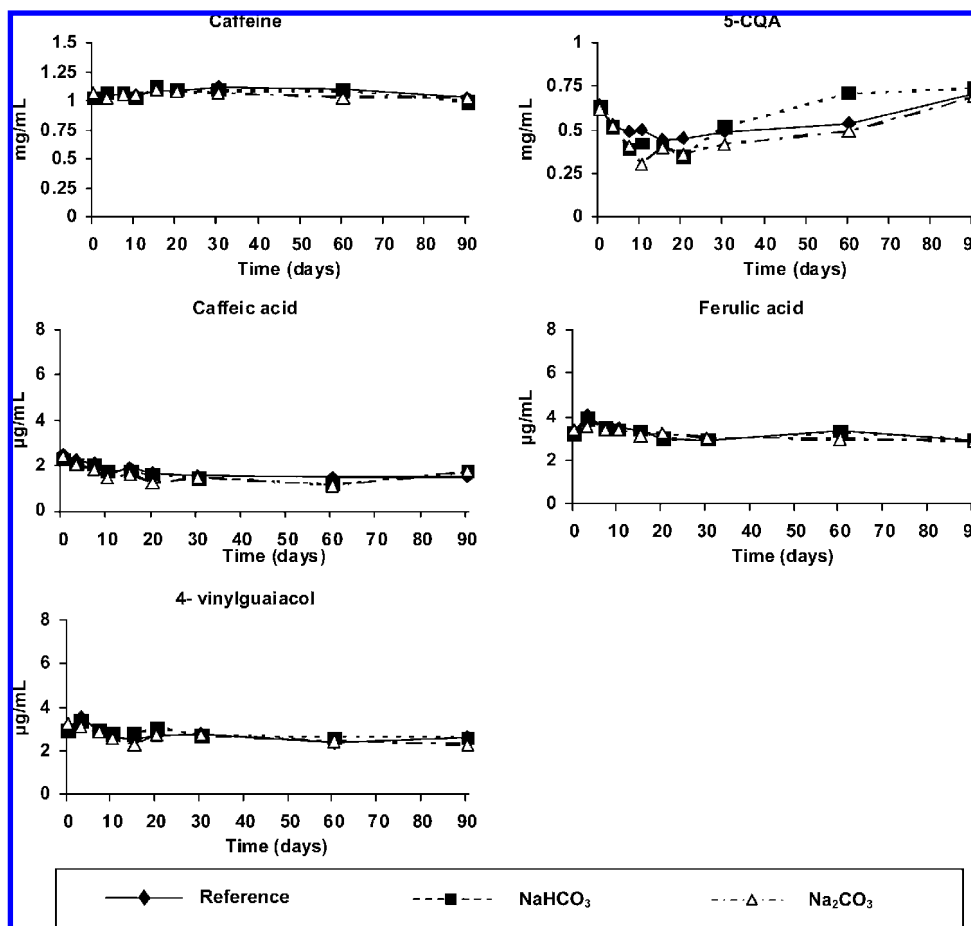 Caffeine
1.5
1.25
1
0.75
0.5
0.25
0
mg/mL
0 10 20 30 40 50 60 70 80 90
Time (days)
5-CQA
1
0.75
0.5
0.25
0
mg/mL
0 10 20 30 40 50 60 70 80 90
Time (days)
Caffeic acid
8
6
4
2
0
µg/mL
0 10 20 30 40 50 60 70 80 90
Time (days)
Ferulic acid
8
6
4
2
0
µg/mL
0 10 20 30 40 50 60 70 80 90
Time (days)
4- vinylguaiacol
8
6
4
2
0
µg/mL
0 10 20 30 40 50 60 70 80 90
Time (days)
Reference
NaHCO₃
Na₂CO₃